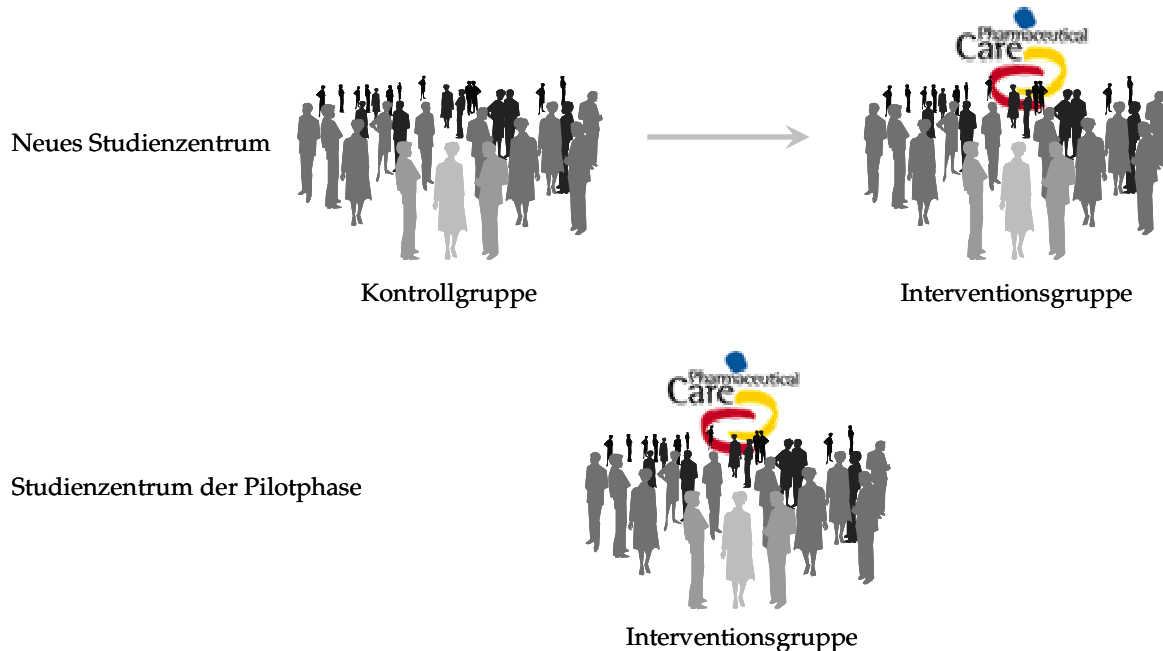 Pharmaceutical
Care
Neues Studienzentrum
Kontrollgruppe
Interventionsgruppe
Pharmaceutical
Care
Studienzentrum der Pilotphase
Interventionsgruppe